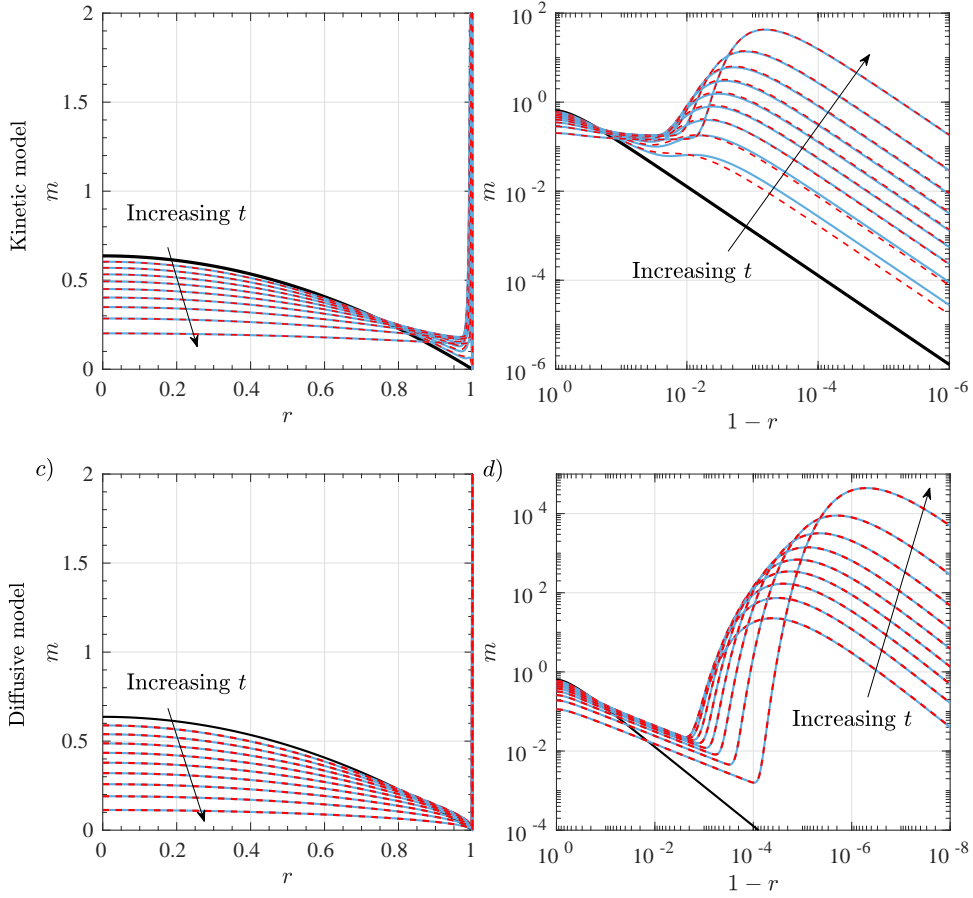 Kinetic model
m
2
1.5
1
0.5
0
Increasing t
0 0.2 0.4 0.6 0.8 1
r
m
10^2
10^0
10^-2
10^-4
10^-6
Increasing t
10^0 10^-2 10^-4 10^-6
1 − r
c)
Diffusive model
m
2
1.5
1
0.5
0
Increasing t
0 0.2 0.4 0.6 0.8 1
r
d)
m
10^4
10^2
10^0
10^-2
10^-4
Increasing t
10^0 10^-2 10^-4 10^-6 10^-8
1 − r